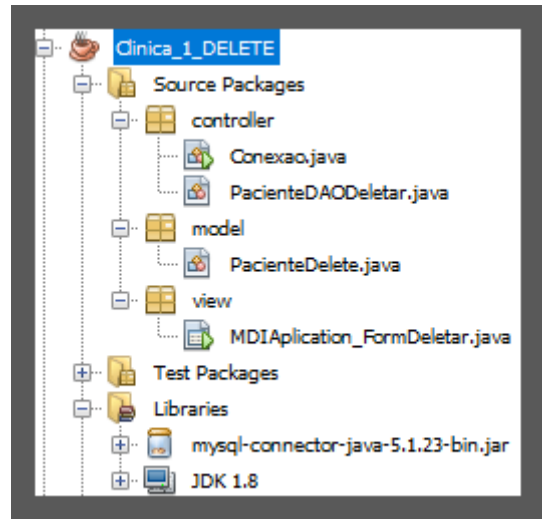 Clinica_1_DELETE
Source Packages
controller
Conexao.java
PacienteDAODeletar.java
model
PacienteDelete.java
view
MDIAplication_FormDeletar.java
Test Packages
Libraries
mysql-connector-java-5.1.23-bin.jar
JDK 1.8